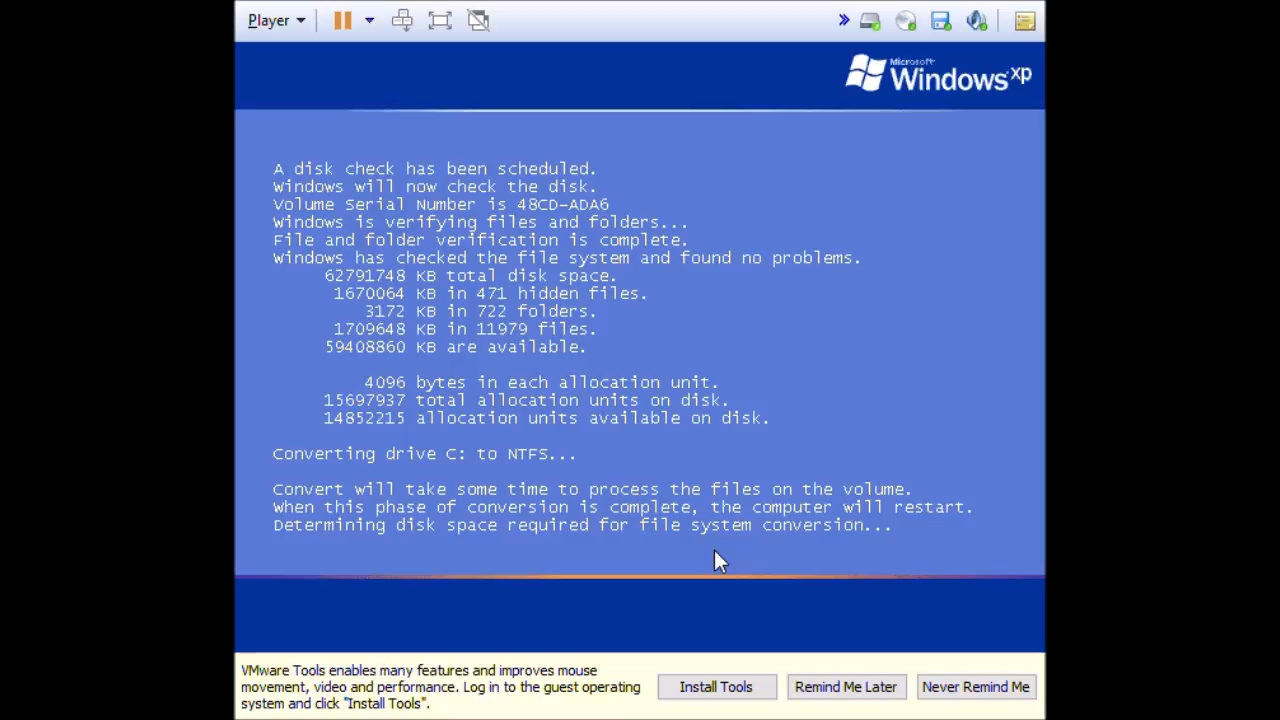 Player
Microsoft
Windows xp
A disk check has been scheduled.
Windows will now check the disk.
Volume Serial Number is 48CD-ADA6
Windows is verifying files and folders...
File and folder verification is complete.
Windows has checked the file system and found no problems.
62791748 KB total disk space.
1670064 KB in 471 hidden files.
3172 KB in 722 folders.
1709648 KB in 11979 files.
59408860 KB are available.
4096 bytes in each allocation unit.
15697937 total allocation units on disk.
14852215 allocation units available on disk.
Converting drive C: to NTFS...
Convert will take some time to process the files on the volume.
When this phase of conversion is complete, the computer will restart.
Determining disk space required for file system conversion...
VMware Tools enables many features and improves mouse
movement, video and performance. Log in to the guest operating
system and click "Install Tools".
Install Tools
Remind Me Later
Never Remind Me